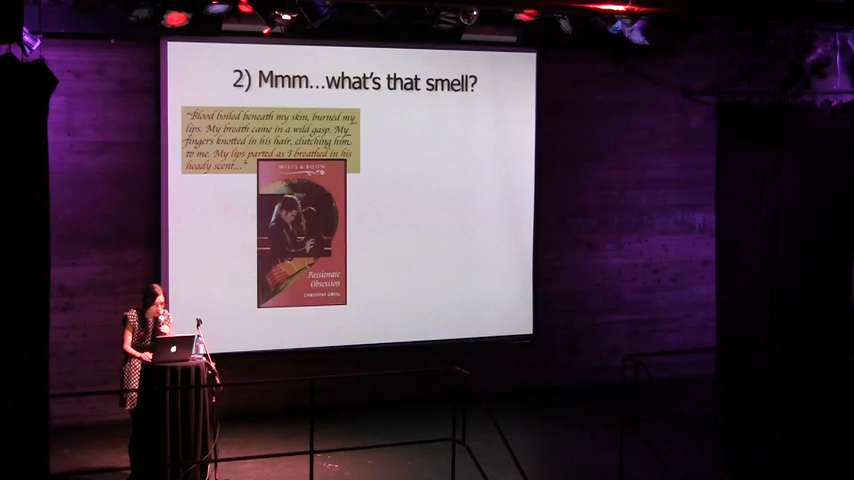 2) Mmm...what's that smell?
"Blood boiled beneath my skin, burned my
lips. My breath came in a wild gasp. My
fingers knotted in his hair, clutching him
to me. My lips parted as I breathed in his
heady scent..."
MILLS & BOON
Passionate
Obsession